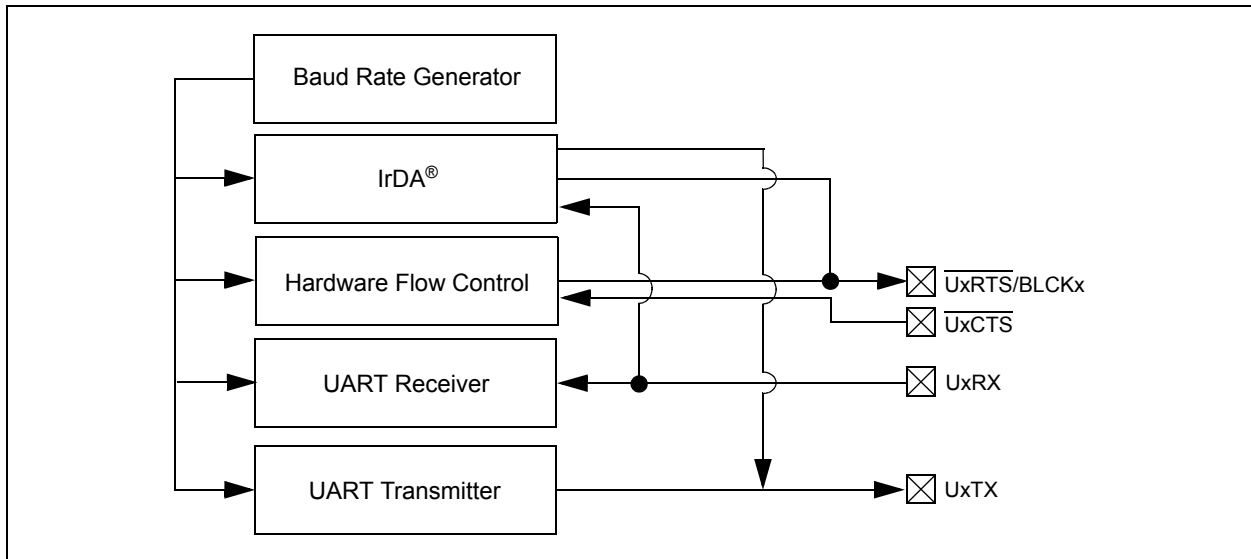 Baud Rate Generator
IrDA®
Hardware Flow Control
UxRTS/BLCKx
UxCTS
UART Receiver
UxRX
UART Transmitter
UxTX